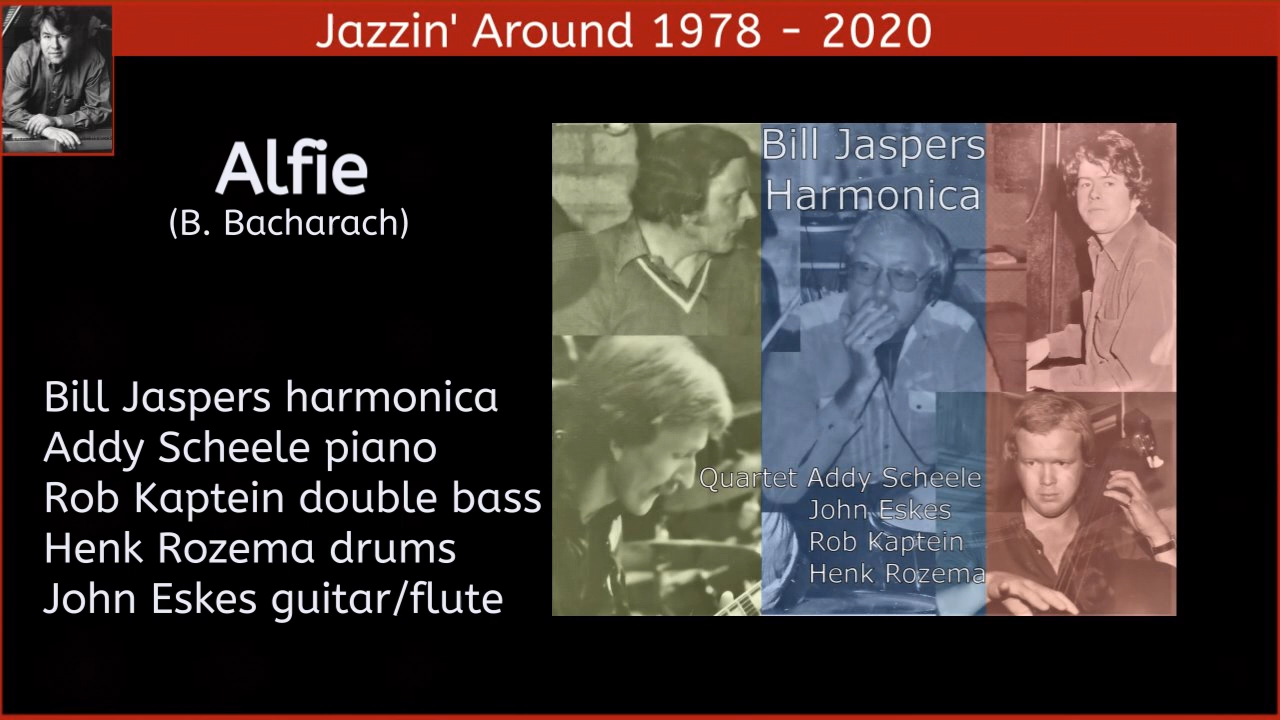 Jazzin' Around 1978 - 2020
Alfie
(B. Bacharach)
Bill Jaspers harmonica
Addy Scheele piano
Rob Kaptein double bass
Henk Rozema drums
John Eskes guitar/flute
Bill Jaspers
Harmonica
Quartet Addy Scheele
John Eskes
Rob Kaptein
Henk Rozema